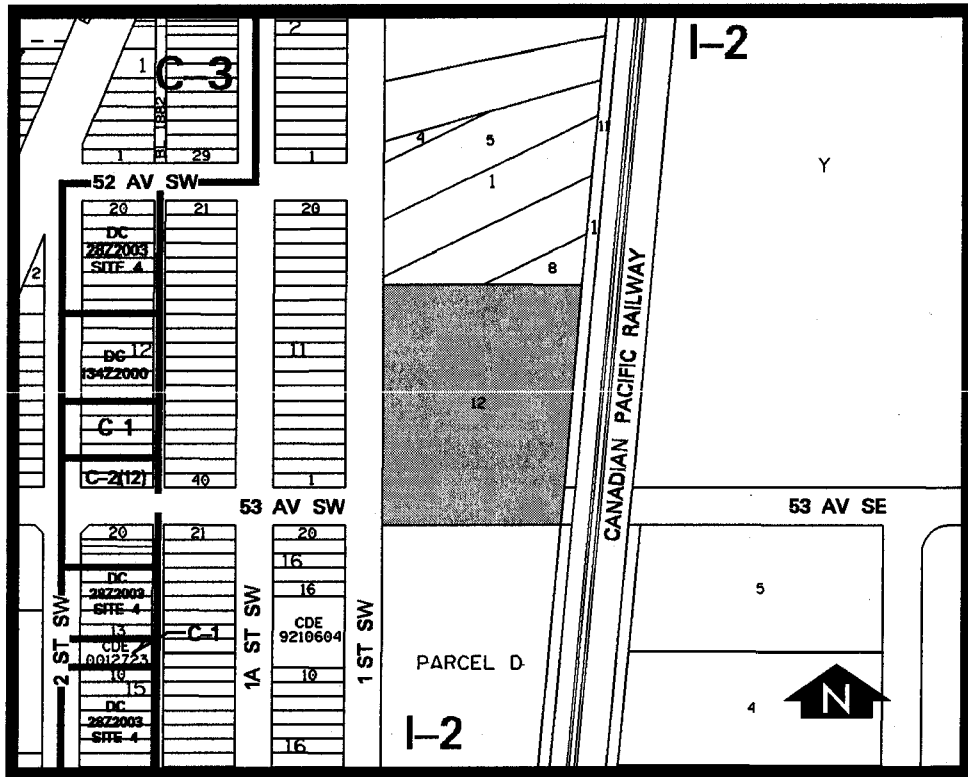 I-2
2
1
C-3
BL 1882
1
29
1
4
5
11
1
Y
52 AV SW
20
21
20
DC
28Z2003
SITE 4
2
1
8
DC 12
134Z2000
11
12
C-1
C-2(12)
40
1
CANADIAN PACIFIC RAILWAY
53 AV SW
53 AV SE
20
21
20
16
DC
28Z2003
SITE 4
16
5
13
C-1
CDE
0012723
CDE
9210604
2 ST SW
1A ST SW
1 ST SW
PARCEL D
10
15
10
DC
28Z2003
SITE 4
16
I-2
4
N